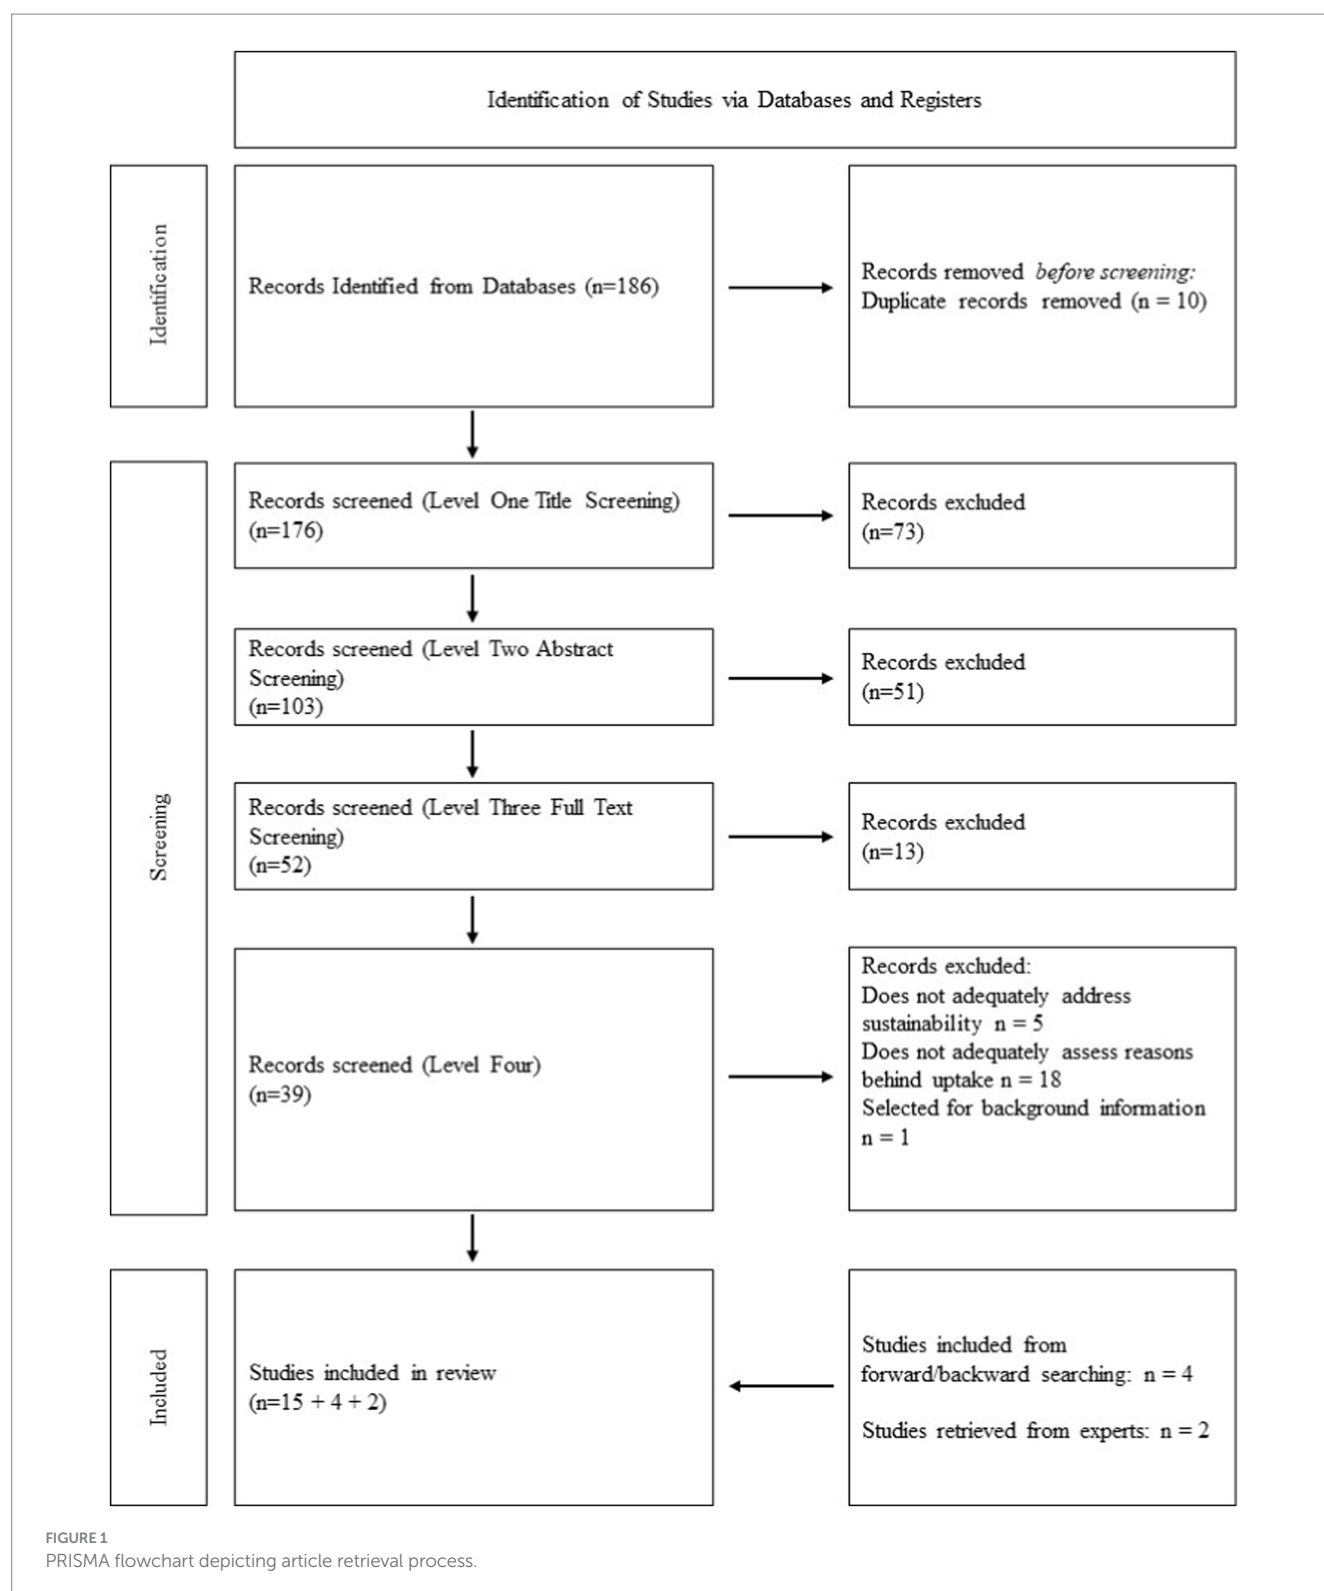 Identification of Studies via Databases and Registers
Identification
Records Identified from Databases (n=186)
Records removed before screening:
Duplicate records removed (n = 10)
Screening
Records screened (Level One Title Screening)
(n=176)
Records excluded
(n=73)
Records screened (Level Two Abstract
Screening)
(n=103)
Records excluded
(n=51)
Records screened (Level Three Full Text
Screening)
(n=52)
Records excluded
(n=13)
Records screened (Level Four)
(n=39)
Records excluded:
Does not adequately address
sustainability n = 5
Does not adequately assess reasons
behind uptake n = 18
Selected for background information
n = 1
Included
Studies included in review
(n=15 + 4 + 2)
Studies included from
forward/backward searching: n = 4
Studies retrieved from experts: n = 2
FIGURE 1
PRISMA flowchart depicting article retrieval process.